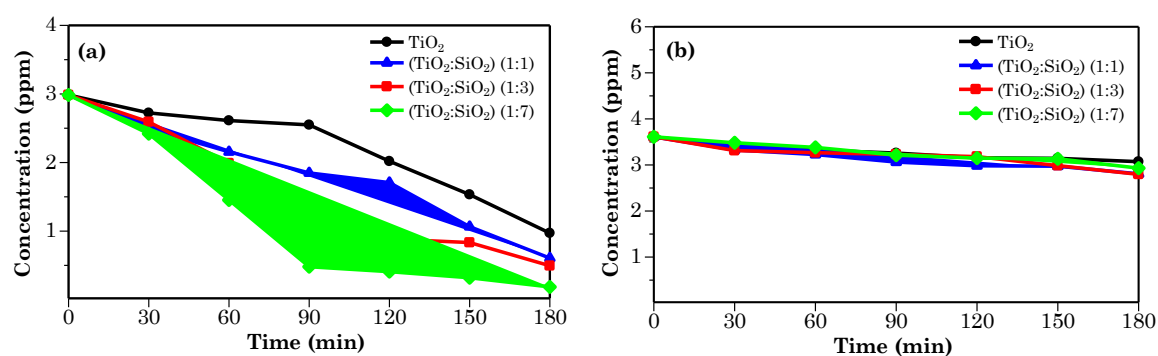 (a)
Concentration (ppm)
4
3
2
1
0 30 60 90 120 150 180
Time (min)
TiO₂
(TiO₂:SiO₂) (1:1)
(TiO₂:SiO₂) (1:3)
(TiO₂:SiO₂) (1:7)
(b)
Concentration (ppm)
6
5
4
3
2
1
0 30 60 90 120 150 180
Time (min)
TiO₂
(TiO₂:SiO₂) (1:1)
(TiO₂:SiO₂) (1:3)
(TiO₂:SiO₂) (1:7)